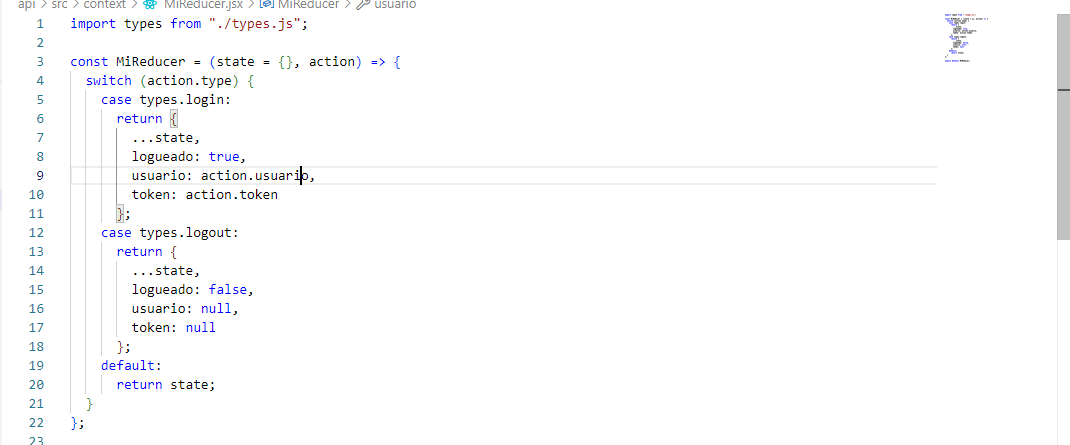 api > src > context > MiReducer.jsx > MiReducer > usuario
1 import types from "./types.js";
2
3 const MiReducer = (state = {}, action) => {
4   switch (action.type) {
5     case types.login:
6       return {
7         ...state,
8         logueado: true,
9         usuario: action.usuario,
10         token: action.token
11       };
12     case types.logout:
13       return {
14         ...state,
15         logueado: false,
16         usuario: null,
17         token: null
18       };
19     default:
20       return state;
21   }
22 };
23